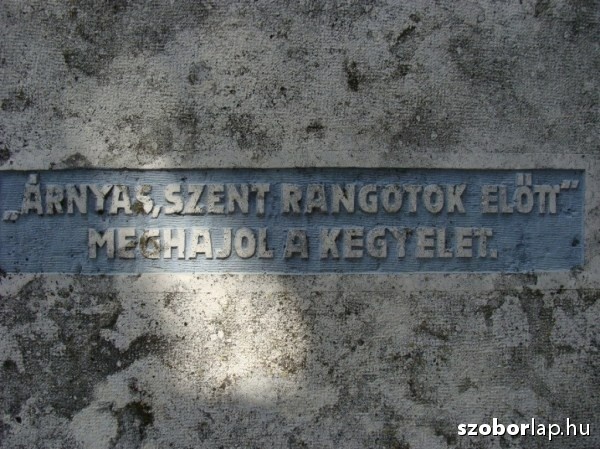 „ÁRNYAS, SZENT RANGOTOK ELŐTT"
MEGHAJOL A KEGYELET.
szoborlap.hu